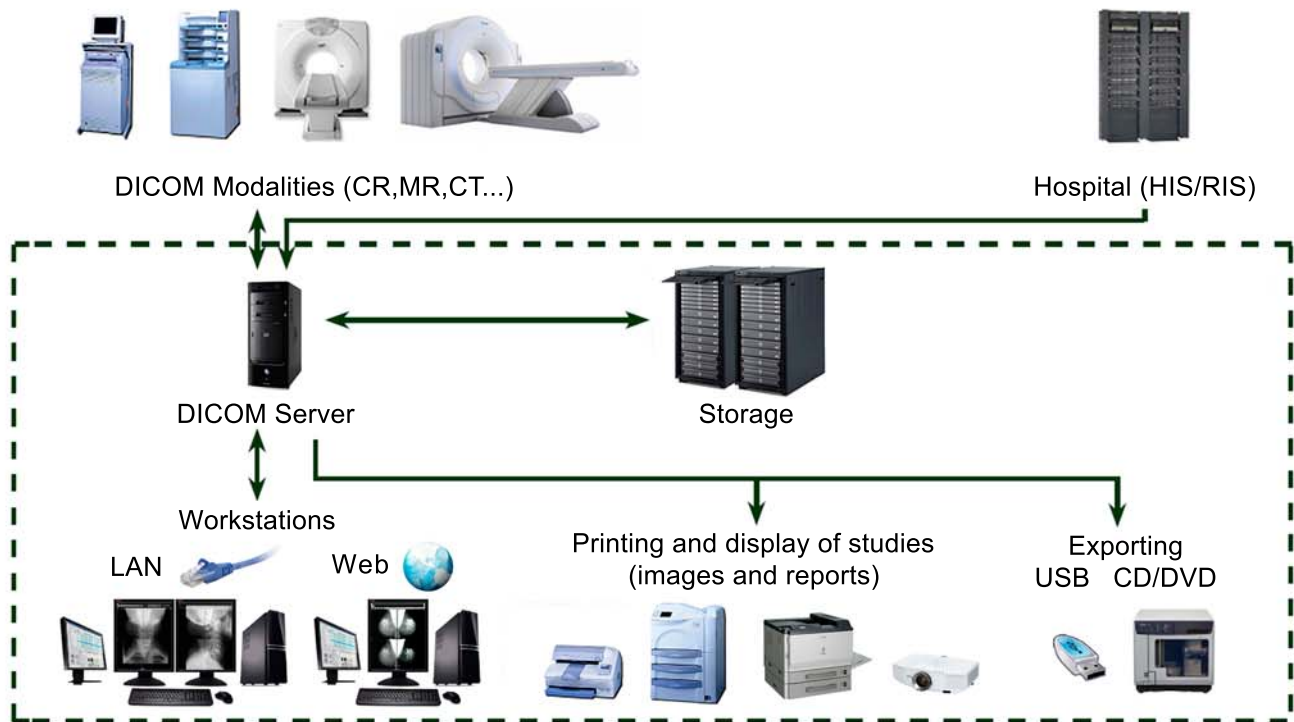 DICOM Modalities (CR,MR,CT...)
Hospital (HIS/RIS)
DICOM Server
Storage
Workstations
LAN
Web
Printing and display of studies
(images and reports)
Exporting
USB CD/DVD